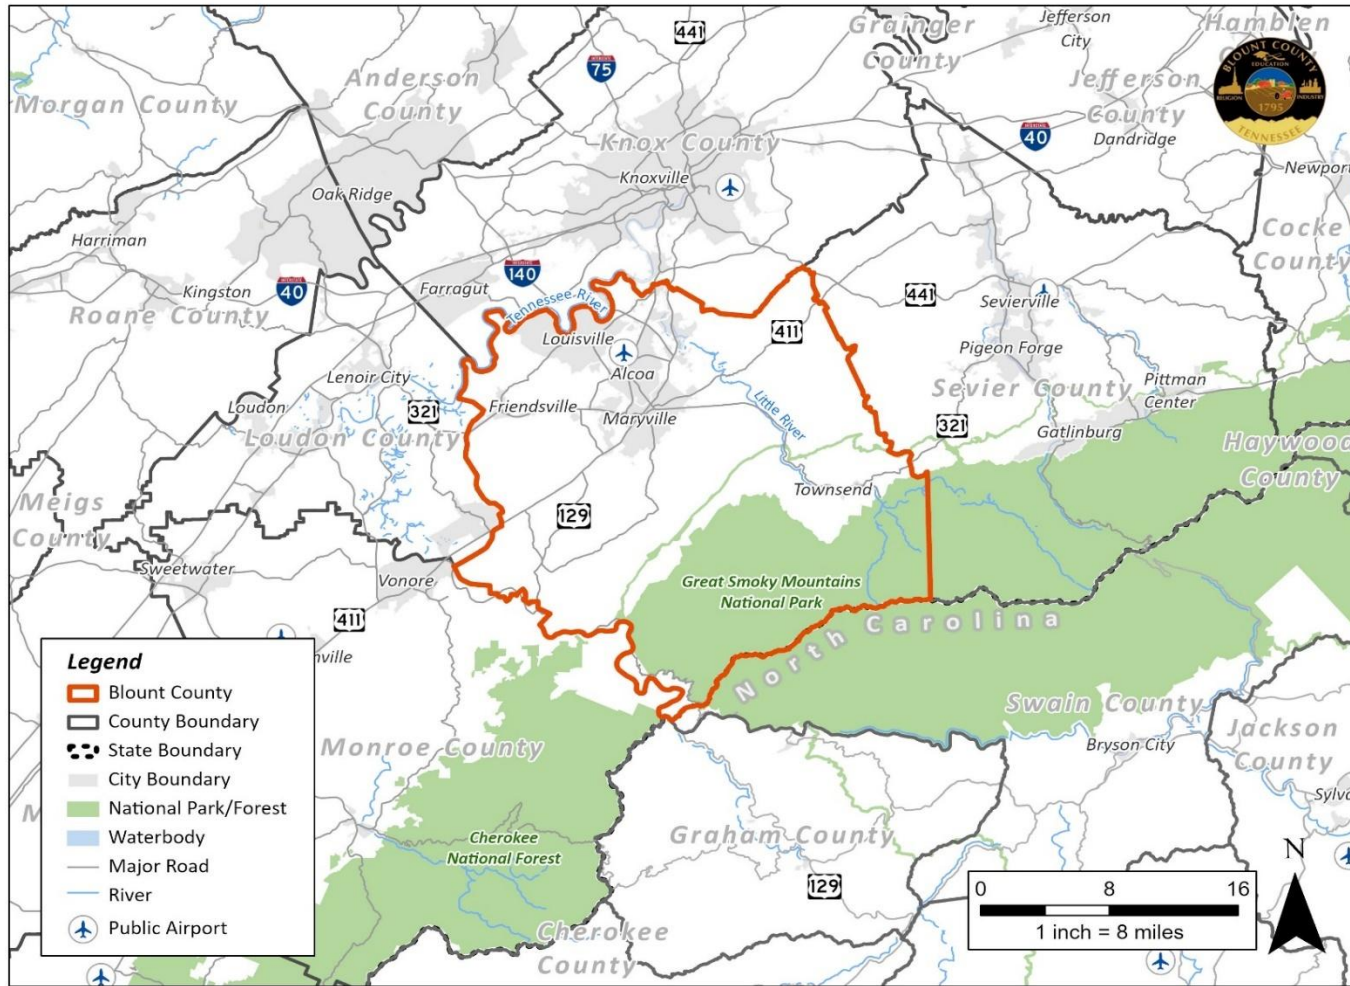 441
Grainger
County
Jefferson
City
Hamblen
BLOUNT COUNTY
EDUCATION
RELIGION
INDUSTRY
1795
TENNESSEE
75
Anderson
County
Morgan County
Jefferson
County
Dandridge
40
Knox County
Knoxville
Newport
Oak Ridge
Harriman
Cocke
County
140
40
Kingston
Farragut
Roane County
Tennessee River
441
Sevierville
411
Louisville
Pigeon Forge
Lenoir City
Alcoa
Sevier County
Pittman
Center
Loudon
321
Friendsville
Maryville
Little River
321
Gatlinburg
Loudon County
Haywood
County
Meigs
County
Townsend
129
Sweetwater
Vonore
Great Smoky Mountains
National Park
411
North Carolina
nville
Swain County
Jackson
County
Monroe County
Bryson City
Sylva
M
Graham County
Cherokee
National Forest
129
Cherokee
County
Legend
Blount County
County Boundary
State Boundary
City Boundary
National Park/Forest
Waterbody
Major Road
River
Public Airport
0 8 16
1 inch = 8 miles
N